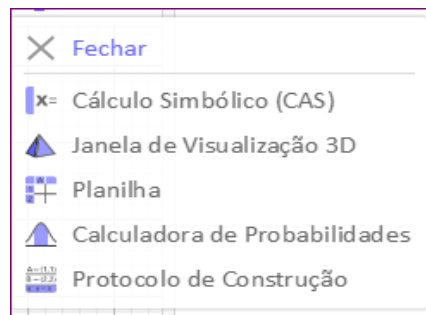 Fechar
x= Cálculo Simbólico (CAS)
Janela de Visualização 3D
Planilha
Calculadora de Probabilidades
Protocolo de Construção